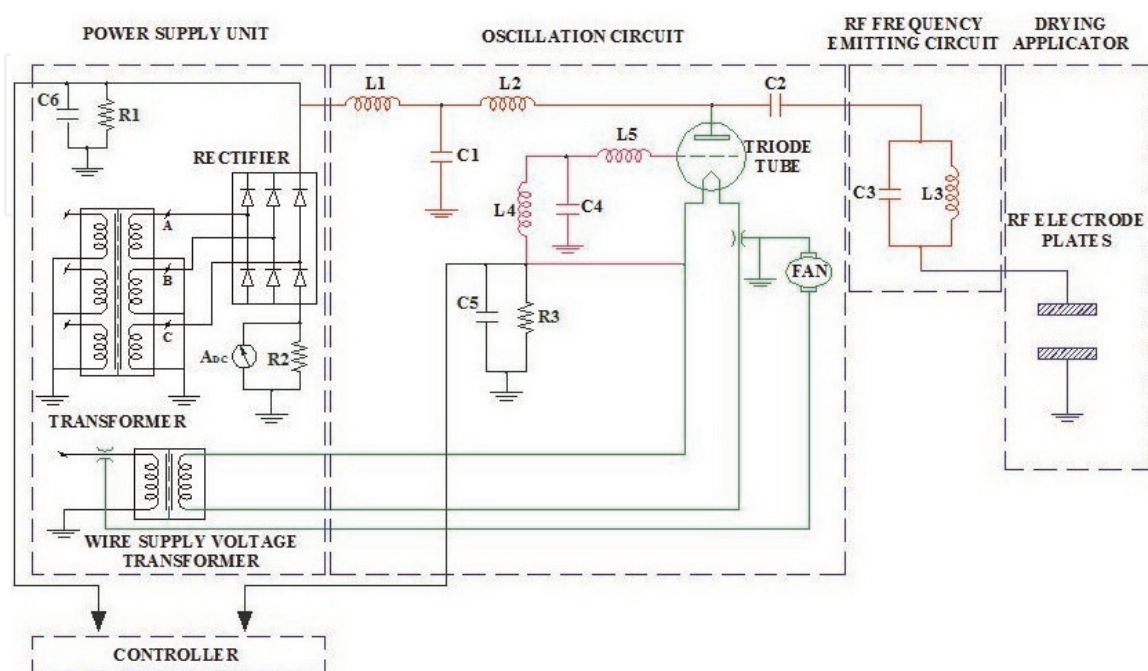 POWER SUPPLY UNIT
OSCILLATION CIRCUIT
RF FREQUENCY
EMITTING CIRCUIT
DRYING
APPLICATOR
C6
R1
RECTIFIER
A
B
C
ADC
R2
TRANSFORMER
WIRE SUPPLY VOLTAGE
TRANSFORMER
L1
L2
C2
C1
L5
TRIODE
TUBE
L4
C4
C5
R3
FAN
C3
L3
RF ELECTRODE
PLATES
CONTROLLER